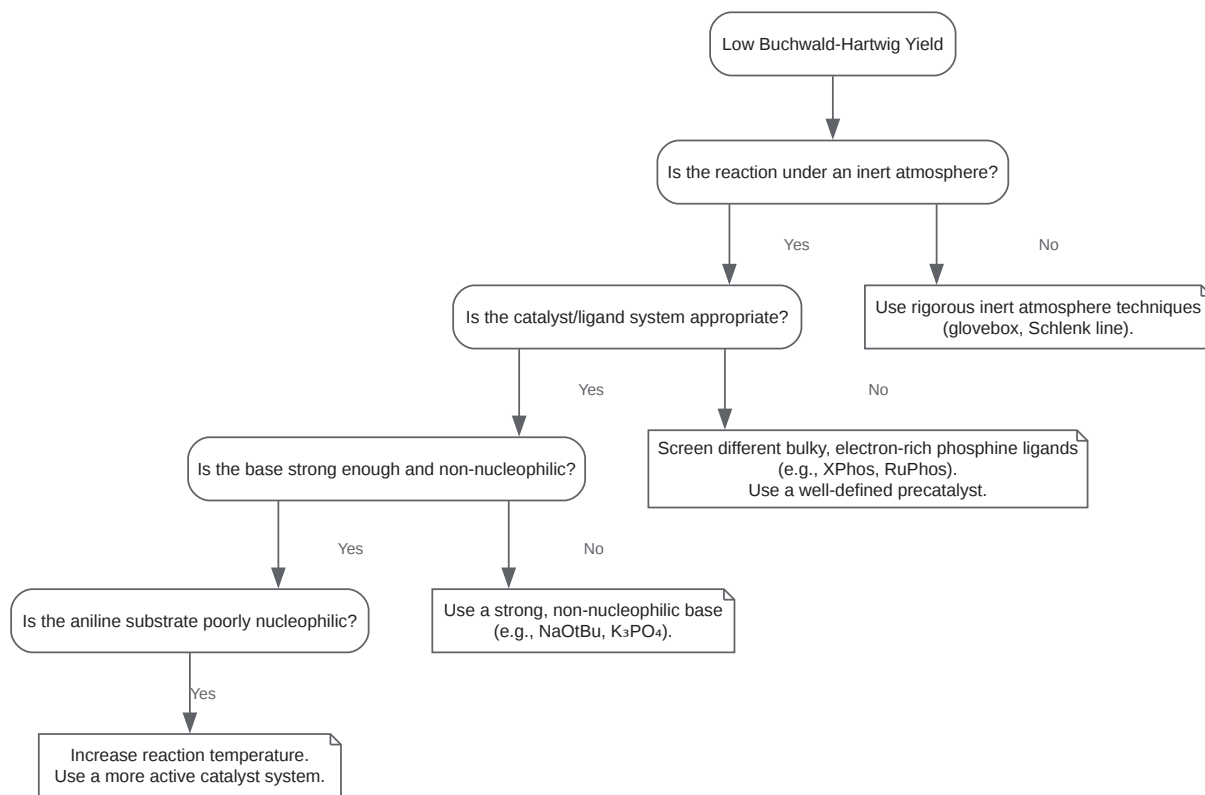 Low Buchwald-Hartwig Yield
Is the reaction under an inert atmosphere?
Yes
No
Is the catalyst/ligand system appropriate?
Use rigorous inert atmosphere techniques
(glovebox, Schlenk line).
Yes
No
Is the base strong enough and non-nucleophilic?
Screen different bulky, electron-rich phosphine ligands
(e.g., XPhos, RuPhos).
Use a well-defined precatalyst.
Yes
No
Is the aniline substrate poorly nucleophilic?
Use a strong, non-nucleophilic base
(e.g., NaOtBu, K₃PO₄).
Yes
Increase reaction temperature.
Use a more active catalyst system.